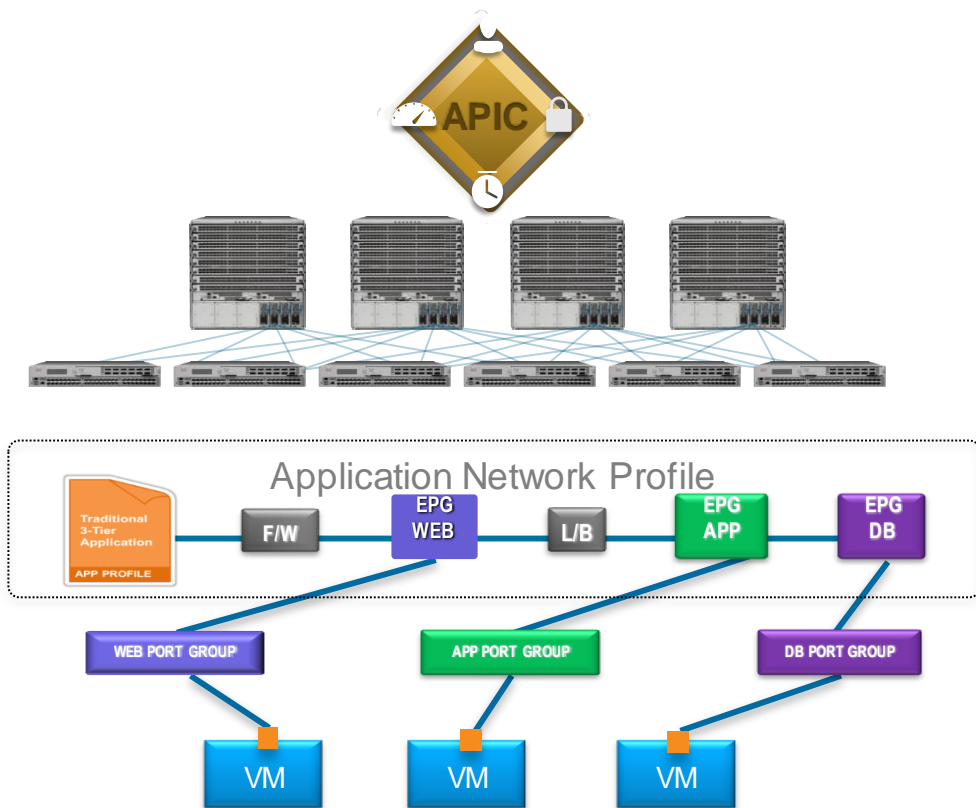 APIC
Application Network Profile
Traditional
3-Tier
Application
APP PROFILE
F/W
EPG
WEB
L/B
EPG
APP
EPG
DB
WEB PORT GROUP
APP PORT GROUP
DB PORT GROUP
VM
VM
VM